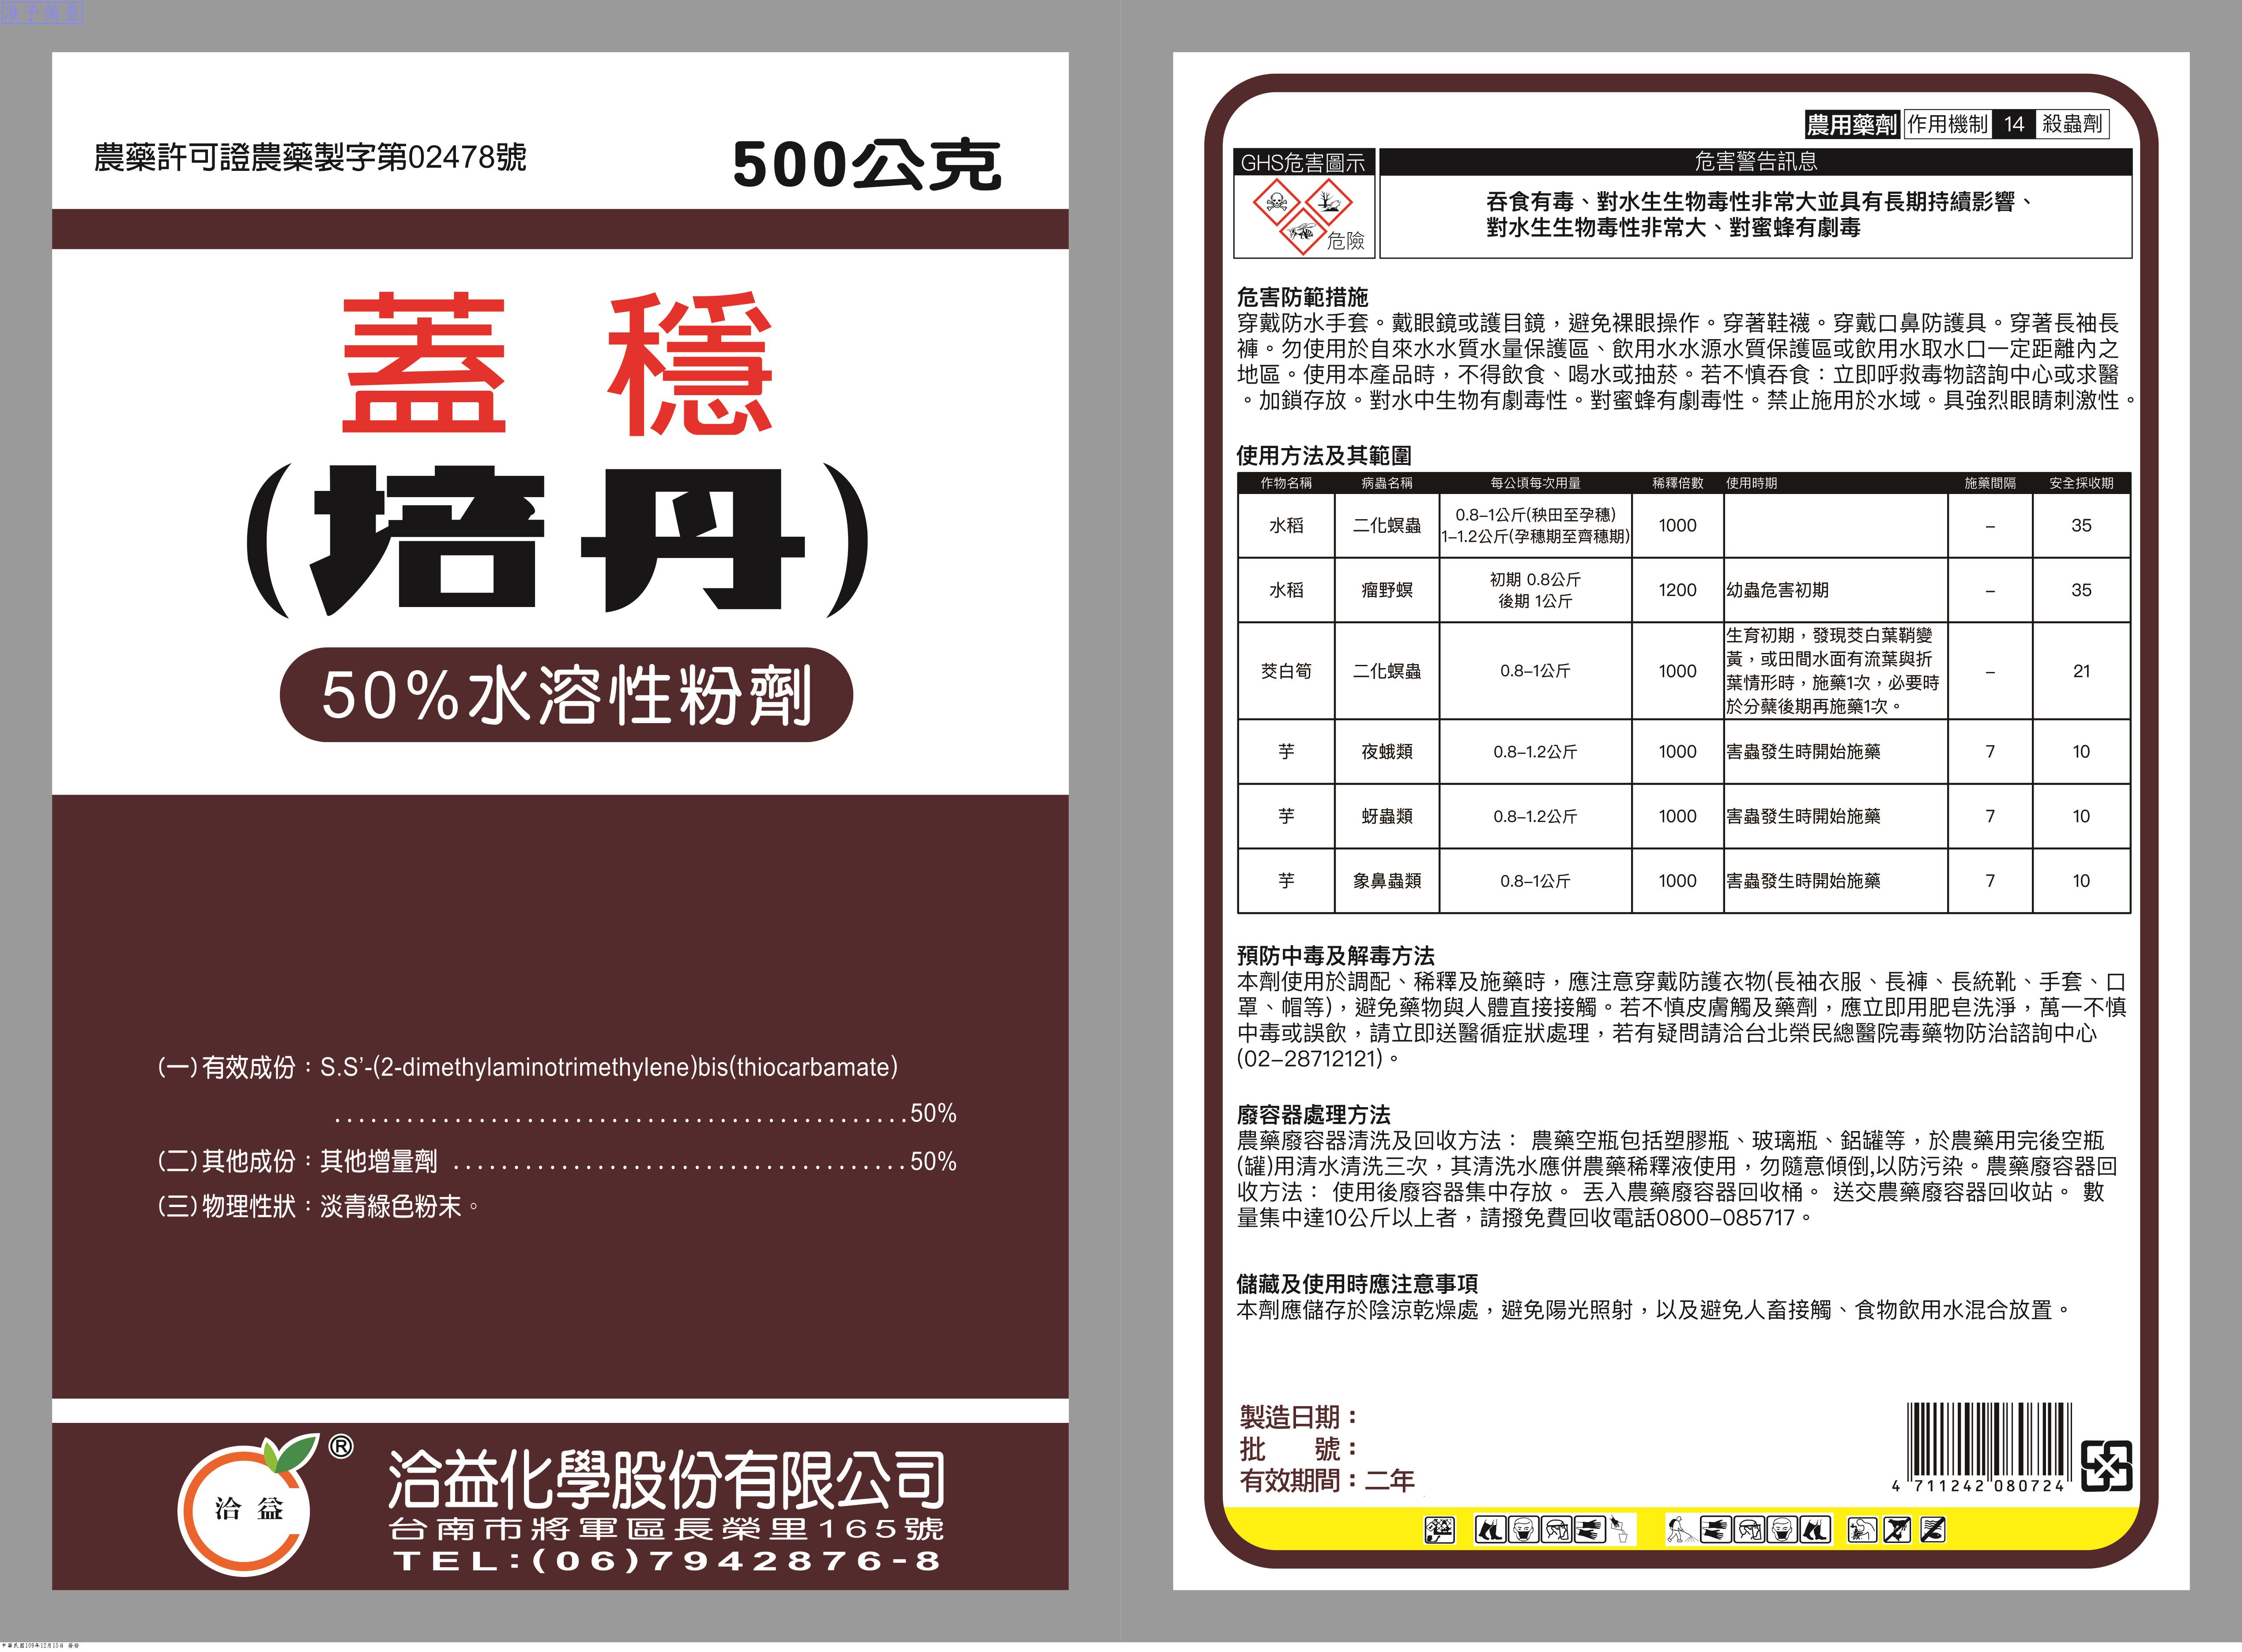 准予備查
農藥許可證農藥製字第02478號
500公克
蓋穩
(培丹)
50%水溶性粉劑
(一)有效成份：S.S'-(2-dimethylaminotrimethylene)bis(thiocarbamate)
................................................50%
(二)其他成份：其他增量劑 ......................................50%
(三)物理性狀：淡青綠色粉末。
洽益
®
洽益化學股份有限公司
台南市將軍區長榮里165號
TEL:(06)7942876-8
農用藥劑 作用機制 14 殺蟲劑
GHS危害圖示 危害警告訊息
危險
吞食有毒、對水生生物毒性非常大並具有長期持續影響、
對水生生物毒性非常大、對蜜蜂有劇毒
危害防範措施
穿戴防水手套。戴眼鏡或護目鏡，避免裸眼操作。穿著鞋襪。穿戴口鼻防護具。穿著長袖長
褲。勿使用於自來水水質水量保護區、飲用水水源水質保護區或飲用水取水口一定距離內之
地區。使用本產品時，不得飲食、喝水或抽菸。若不慎吞食：立即呼救毒物諮詢中心或求醫
。加鎖存放。對水中生物有劇毒性。對蜜蜂有劇毒性。禁止施用於水域。具強烈眼睛刺激性。
使用方法及其範圍
作物名稱 病蟲名稱 每公頃每次用量 稀釋倍數 使用時期 施藥間隔 安全採收期
水稻 二化螟蟲 0.8–1公斤(秧田至孕穗) 1000 – 35
1–1.2公斤(孕穗期至齊穗期)
水稻 瘤野螟 初期 0.8公斤 1200 幼蟲危害初期 – 35
後期 1公斤
茭白筍 二化螟蟲 0.8–1公斤 1000 生育初期，發現茭白葉鞘變 – 21
黃，或田間水面有流葉與折
葉情形時，施藥1次，必要時
於分蘗後期再施藥1次。
芋 夜蛾類 0.8–1.2公斤 1000 害蟲發生時開始施藥 7 10
芋 蚜蟲類 0.8–1.2公斤 1000 害蟲發生時開始施藥 7 10
芋 象鼻蟲類 0.8–1公斤 1000 害蟲發生時開始施藥 7 10
預防中毒及解毒方法
本劑使用於調配、稀釋及施藥時，應注意穿戴防護衣物(長袖衣服、長褲、長統靴、手套、口
罩、帽等)，避免藥物與人體直接接觸。若不慎皮膚觸及藥劑，應立即用肥皂洗淨，萬一不慎
中毒或誤飲，請立即送醫循症狀處理，若有疑問請洽台北榮民總醫院毒藥物防治諮詢中心
(02–28712121)。
廢容器處理方法
農藥廢容器清洗及回收方法： 農藥空瓶包括塑膠瓶、玻璃瓶、鋁罐等，於農藥用完後空瓶
(罐)用清水清洗三次，其清洗水應併農藥稀釋液使用，勿隨意傾倒,以防污染。農藥廢容器回
收方法： 使用後廢容器集中存放。 丟入農藥廢容器回收桶。 送交農藥廢容器回收站。 數
量集中達10公斤以上者，請撥免費回收電話0800–085717。
儲藏及使用時應注意事項
本劑應儲存於陰涼乾燥處，避免陽光照射，以及避免人畜接觸、食物飲用水混合放置。
製造日期：
批　號：
有效期間：二年
4 711242 080724
中華民國109年12月15日